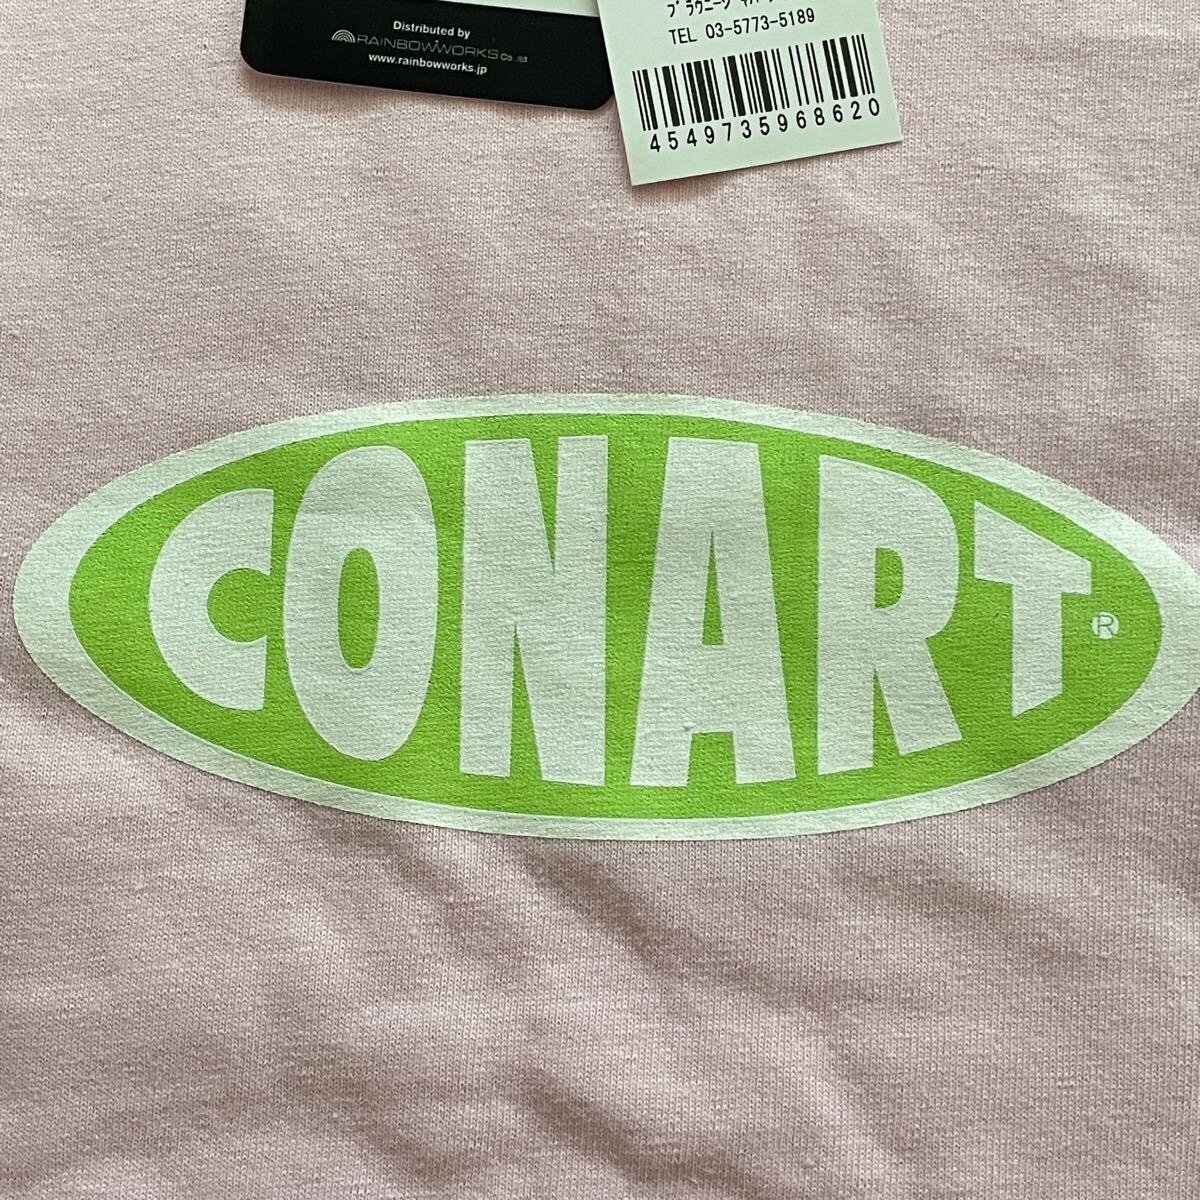 Distributed by
RAINBOWWORKS Co.,ltd
www.rainbowworks.jp
TEL 03-5773-5189
4549735968620
CONART®